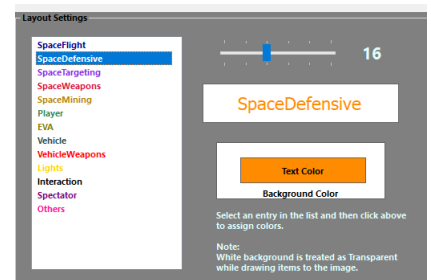 Layout Settings
SpaceFlight
SpaceDefensive
SpaceTargeting
SpaceWeapons
SpaceMining
Player
EVA
Vehicle
VehicleWeapons
Lights
Interaction
Spectator
Others
16
SpaceDefensive
Text Color
Background Color
Select an entry in the list and then click above
to assign colors.
Note:
White background is treated as Transparent
while drawing items to the image.